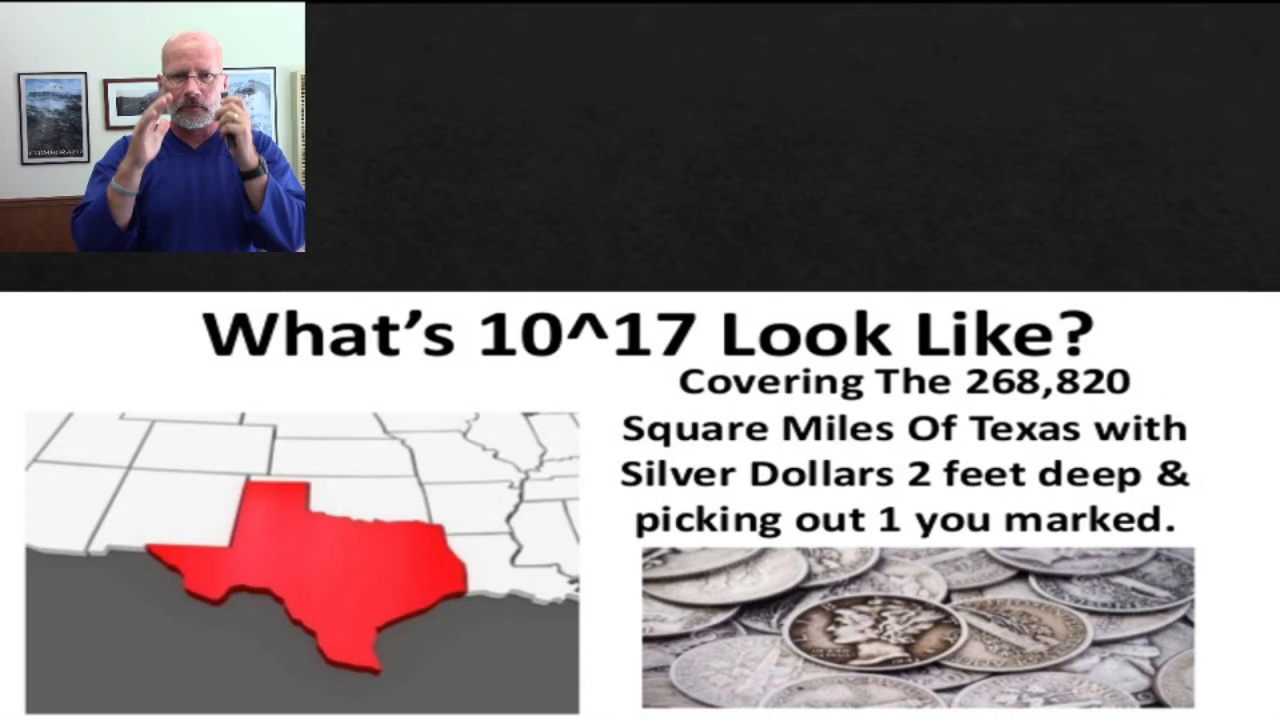 CHIMBORAZO
What's 10^17 Look Like?
Covering The 268,820
Square Miles Of Texas with
Silver Dollars 2 feet deep &
picking out 1 you marked.